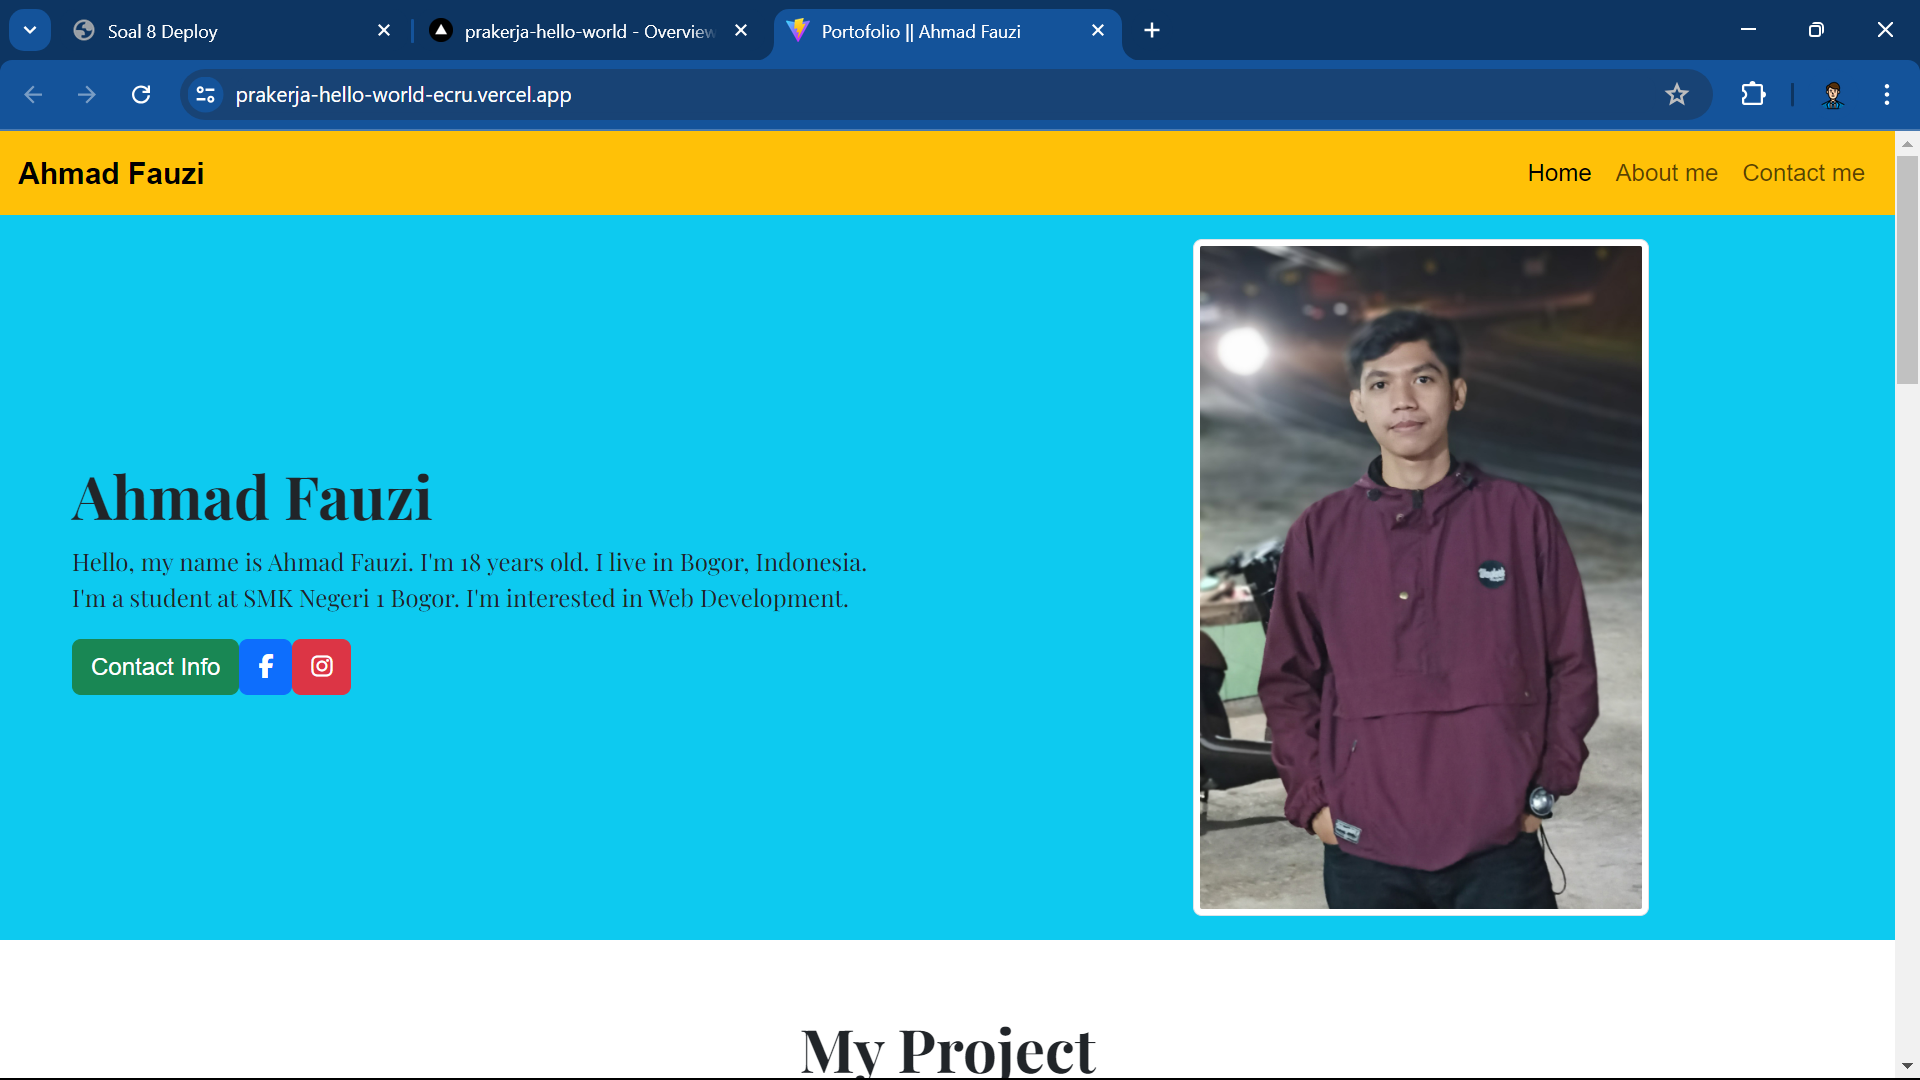 Soal 8 Deploy
prakerja-hello-world - Overview
Portofolio || Ahmad Fauzi
prakerja-hello-world-ecru.vercel.app
Ahmad Fauzi
Home
About me
Contact me
Ahmad Fauzi
Hello, my name is Ahmad Fauzi. I'm 18 years old. I live in Bogor, Indonesia.
I'm a student at SMK Negeri 1 Bogor. I'm interested in Web Development.
Contact Info
My Project